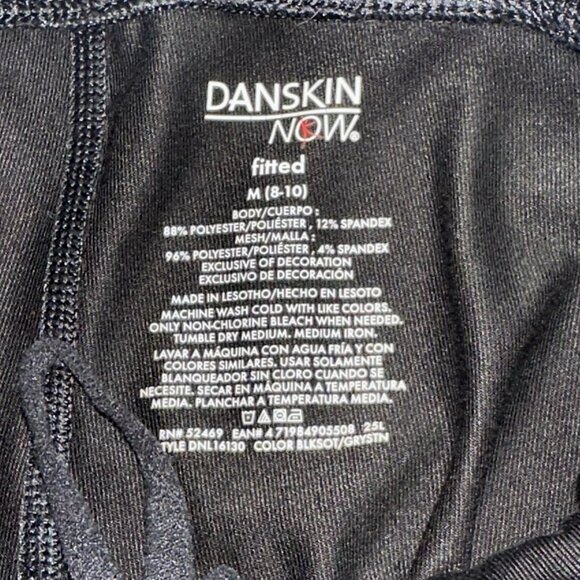 DANSKIN
NOW®
fitted
M (8-10)
BODY/CUERPO :
88% POLYESTER/POLIÉSTER , 12% SPANDEX
MESH/MALLA :
96% POLYESTER/POLIÉSTER , 4% SPANDEX
EXCLUSIVE OF DECORATION
EXCLUSIVO DE DECORACIÓN
MADE IN LESOTHO/HECHO EN LESOTO
MACHINE WASH COLD WITH LIKE COLORS.
ONLY NON-CHLORINE BLEACH WHEN NEEDED.
TUMBLE DRY MEDIUM. MEDIUM IRON.
LAVAR A MÁQUINA CON AGUA FRÍA Y CON
COLORES SIMILARES. USAR SOLAMENTE
BLANQUEADOR SIN CLORO CUANDO SE
NECESITE. SECAR EN MÁQUINA A TEMPERATURA
MEDIA. PLANCHAR A TEMPERATURA MEDIA.
RN# 52469 EAN# 4.71984905508 25L
TYLE DNL16130 COLOR BLKSOT/GRYSTN